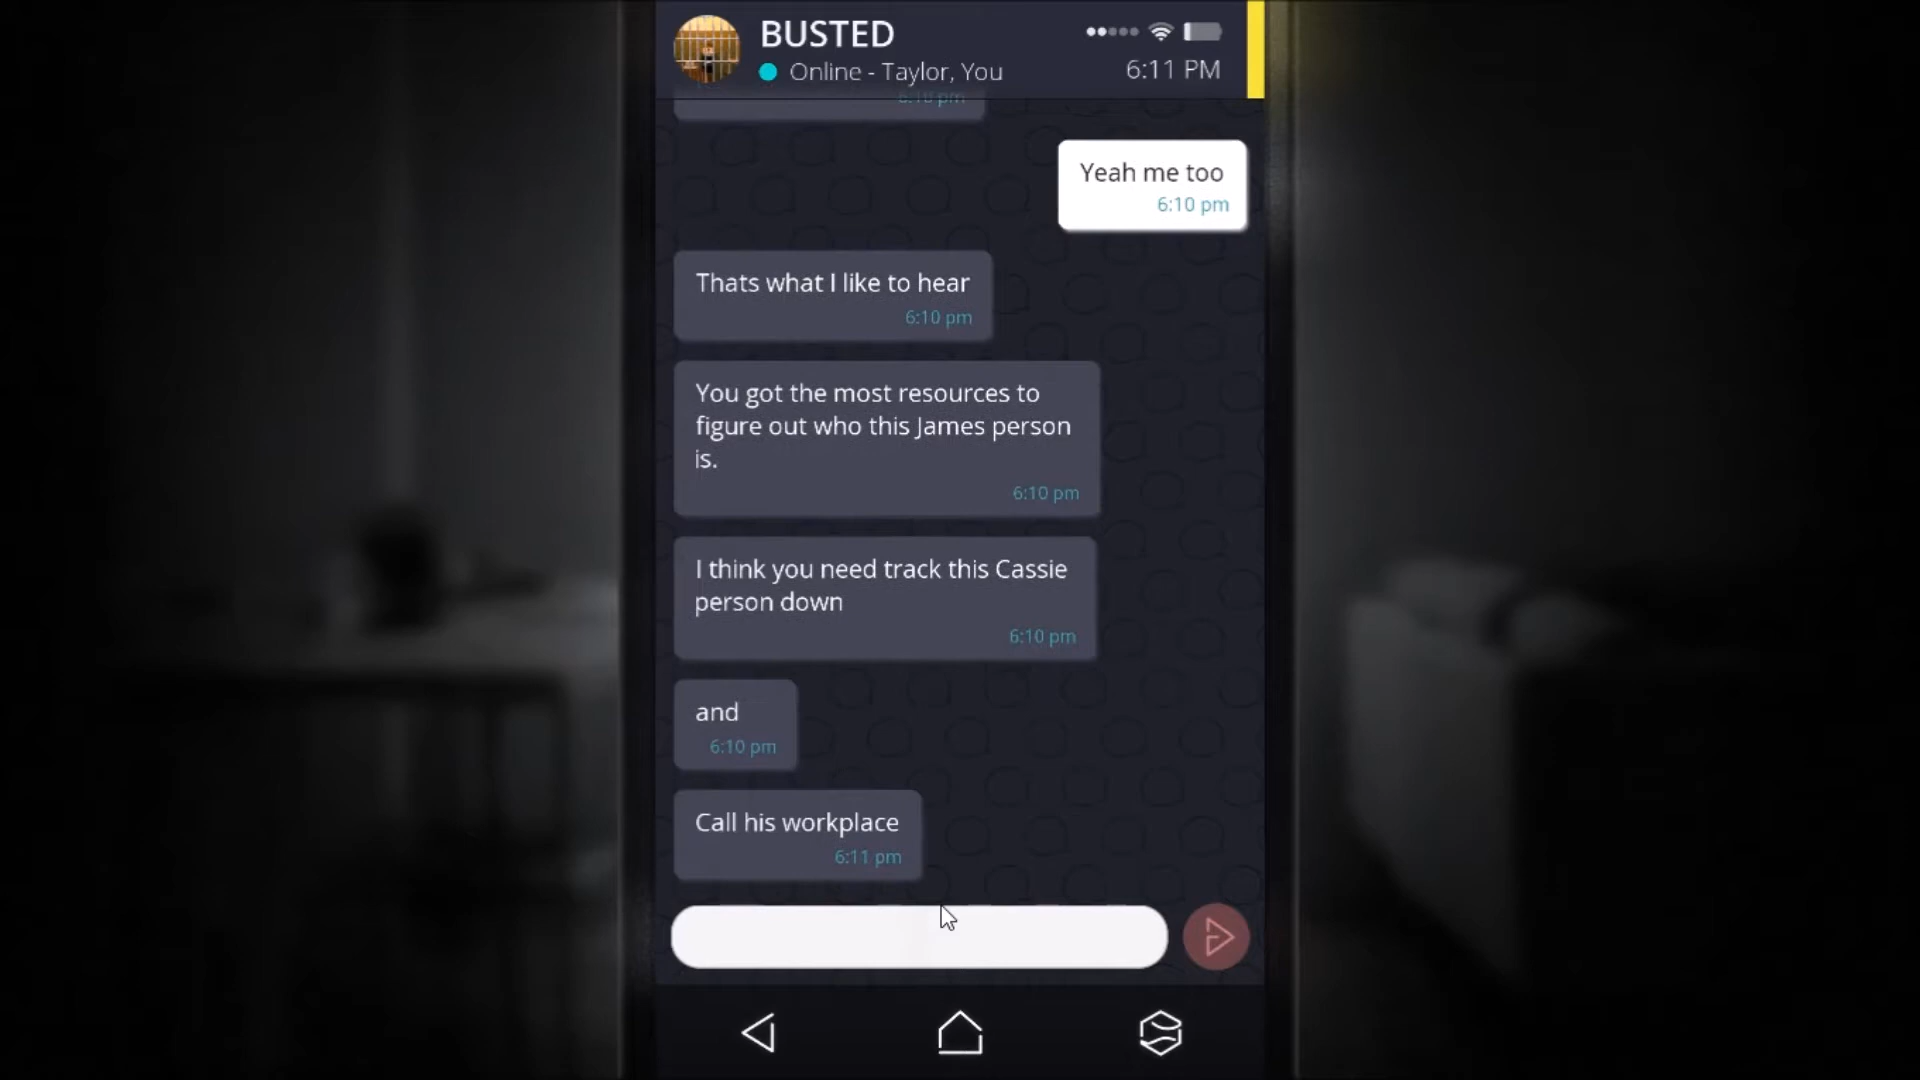 BUSTED
Online - Taylor, You
6:11 PM
6:10 pm
Yeah me too
6:10 pm
Thats what I like to hear
6:10 pm
You got the most resources to
figure out who this James person
is.
6:10 pm
I think you need track this Cassie
person down
6:10 pm
and
6:10 pm
Call his workplace
6:11 pm